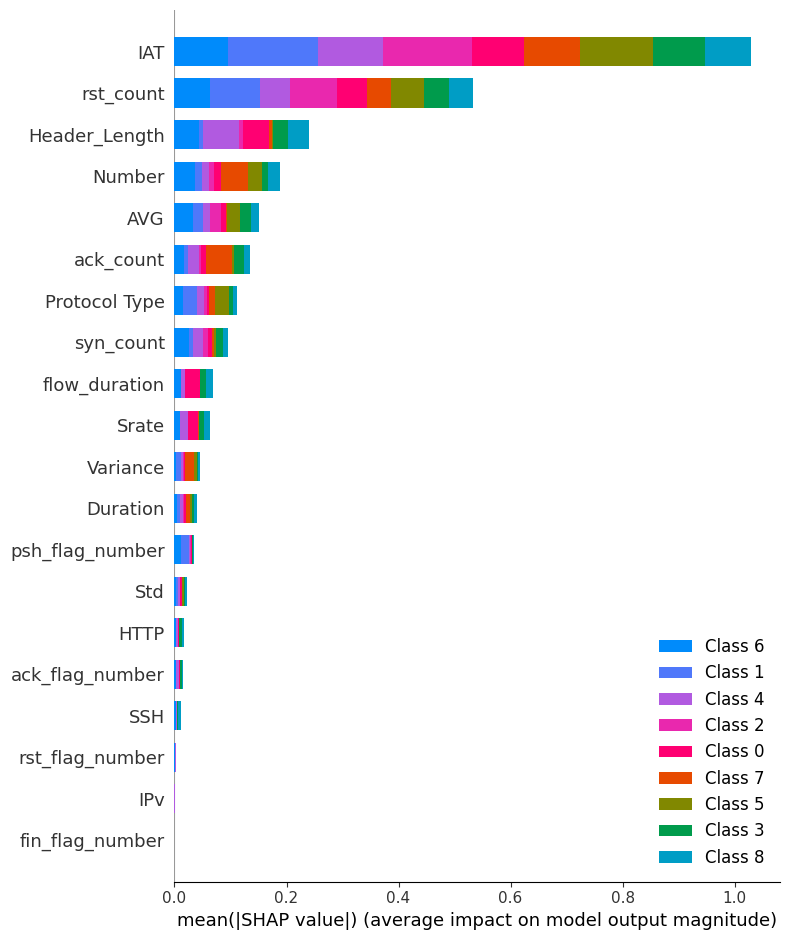 IAT
rst_count
Header_Length
Number
AVG
ack_count
Protocol Type
syn_count
flow_duration
Srate
Variance
Duration
psh_flag_number
Std
HTTP
ack_flag_number
SSH
rst_flag_number
IPv
fin_flag_number
Class 6
Class 1
Class 4
Class 2
Class 0
Class 7
Class 5
Class 3
Class 8
0.0 0.2 0.4 0.6 0.8 1.0
mean(|SHAP value|) (average impact on model output magnitude)